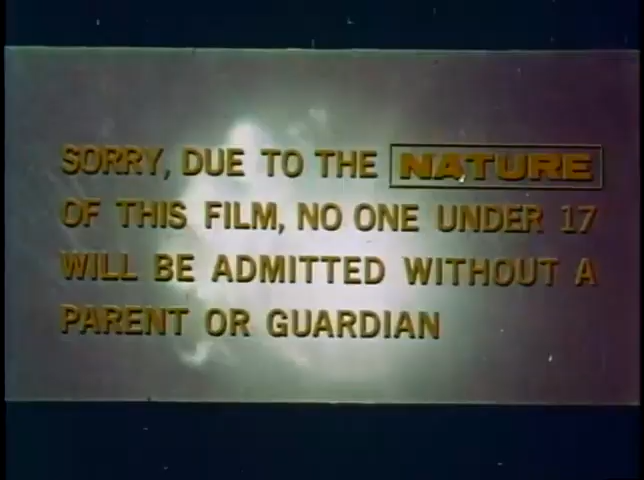 SORRY, DUE TO THE NATURE
OF THIS FILM, NO ONE UNDER 17
WILL BE ADMITTED WITHOUT A
PARENT OR GUARDIAN